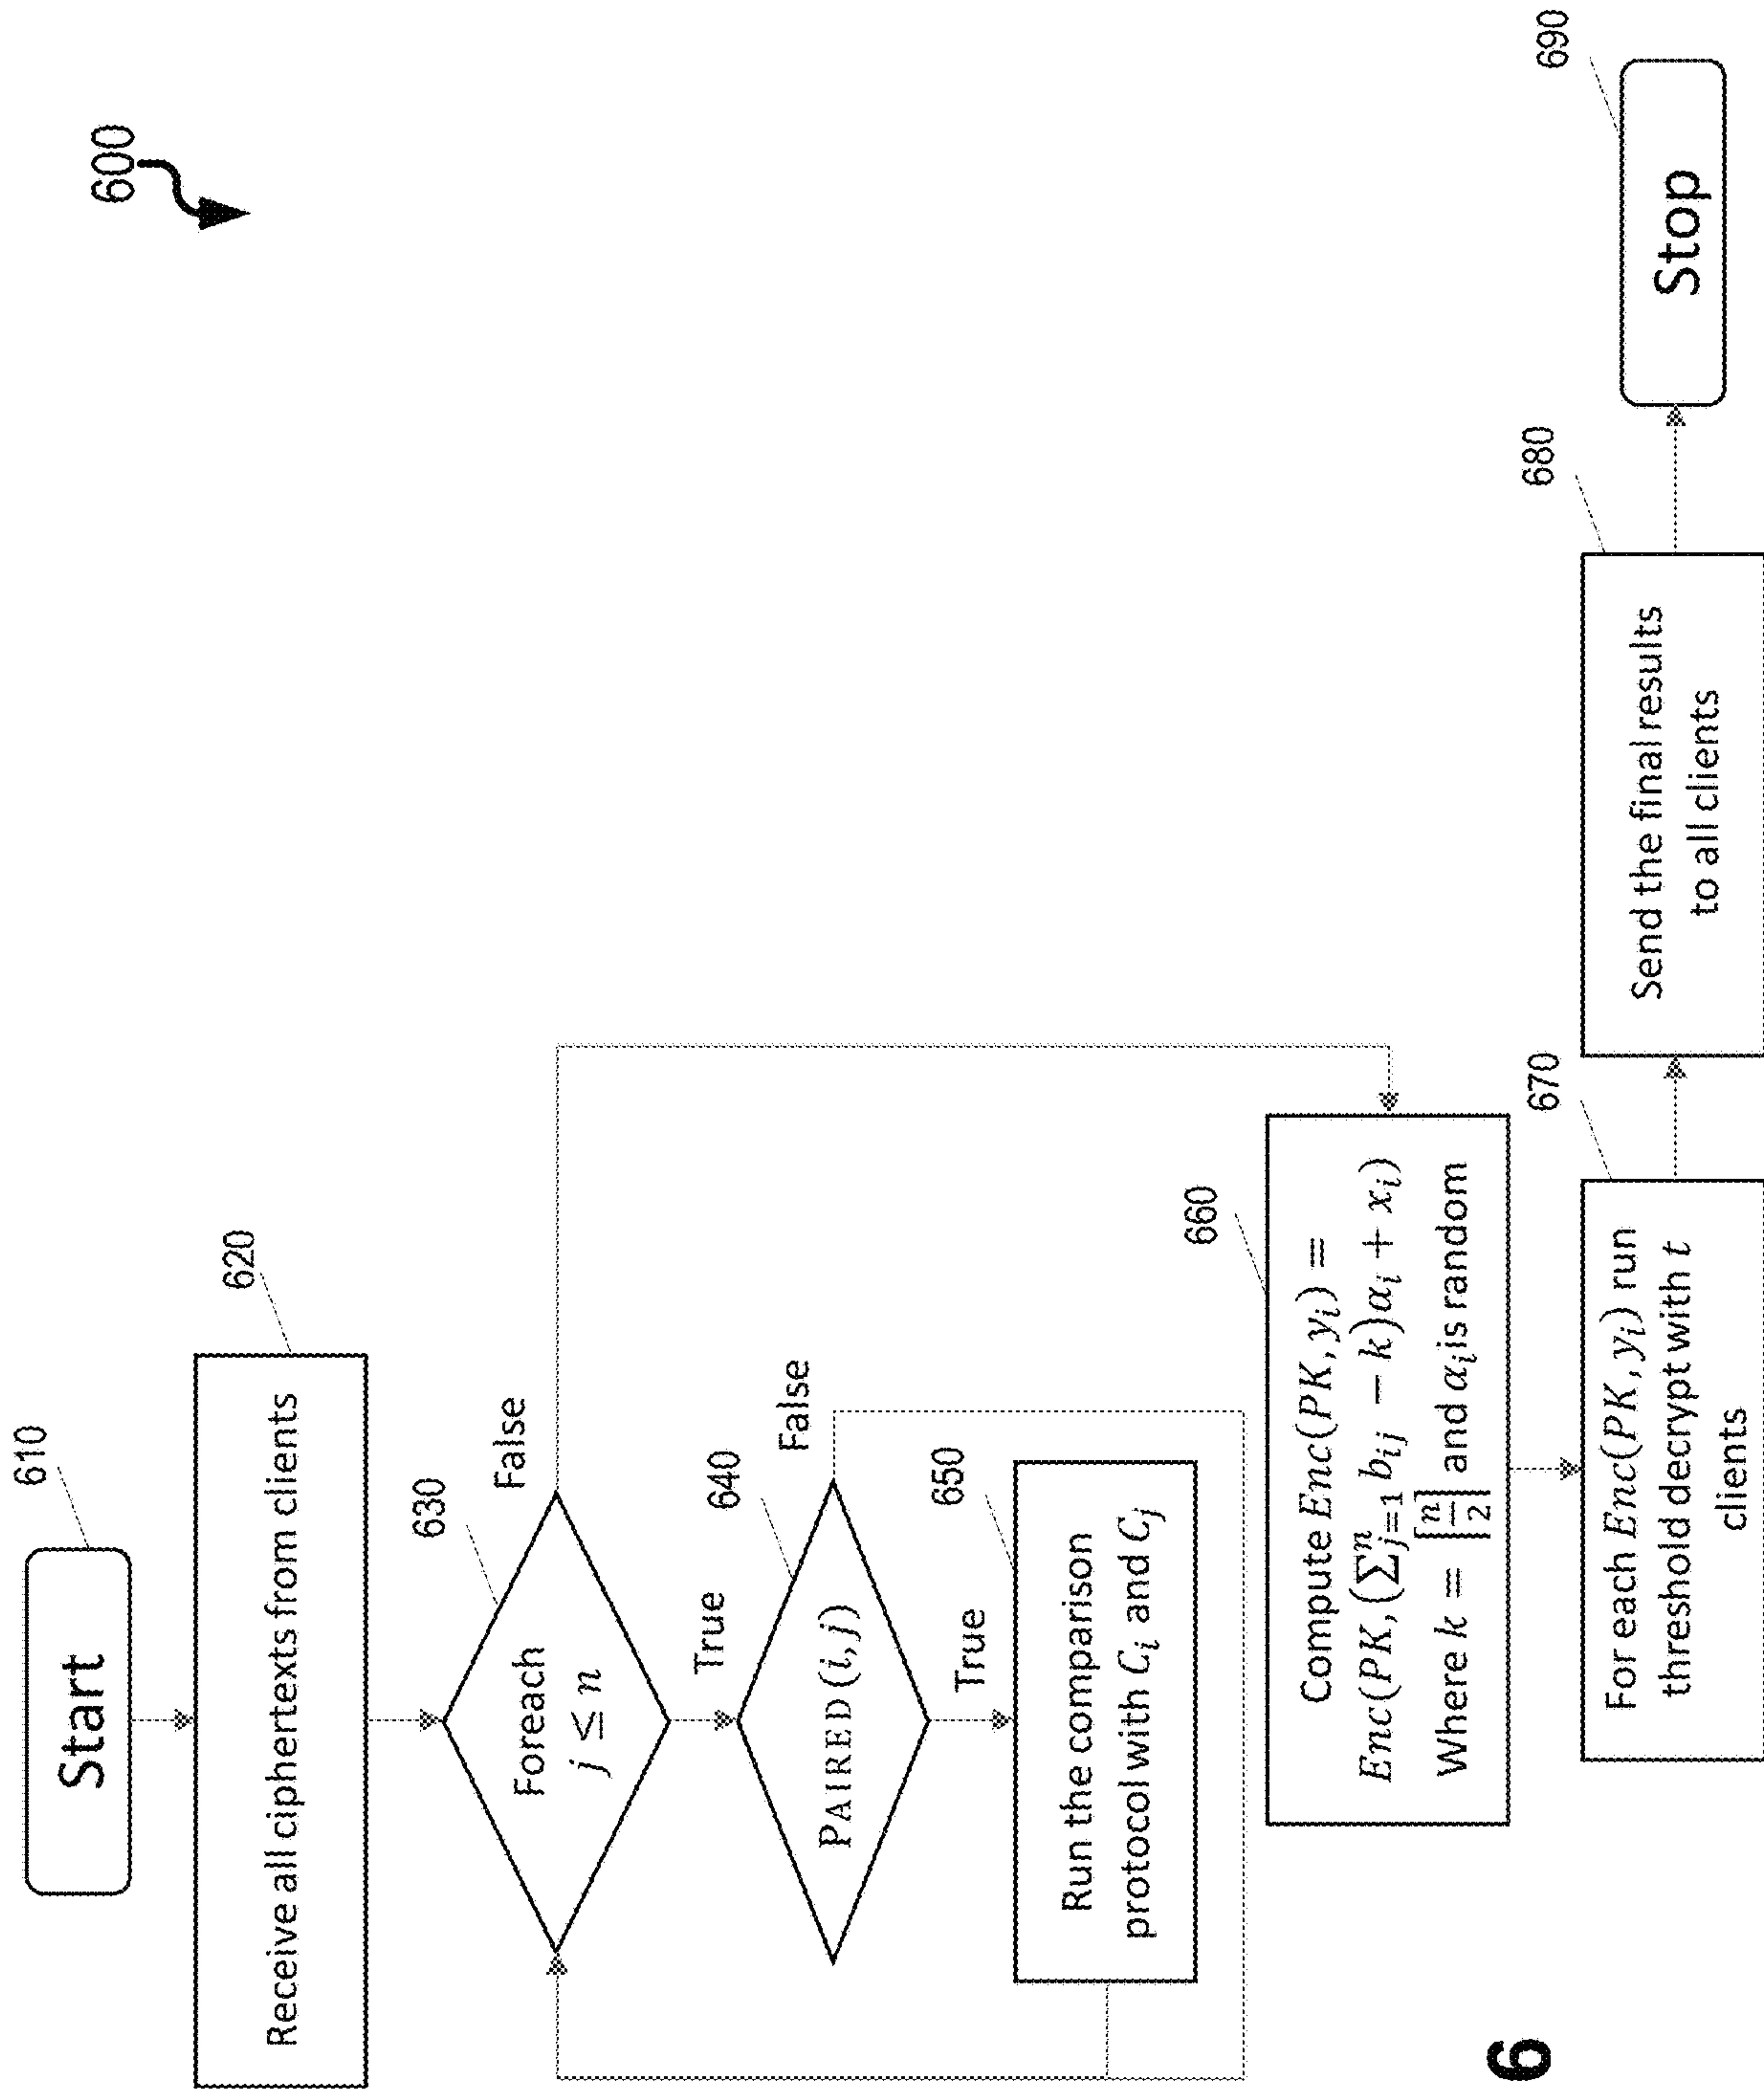 600
Start
610
Receive all ciphertexts from clients
620
Foreach
j ≤ n
630
False
True
PAIRED(i,j)
640
False
True
Run the comparison
protocol with C_i and C_j
650
Compute Enc(PK, y_i) =
Enc(PK, (∑_{j=1}^{n} b_{ij} − k)α_i + x_i)
Where k = ⌈n/2⌉ and α_i is random
660
For each Enc(PK, y_i) run
threshold decrypt with t
clients
670
Send the final results
to all clients
680
Stop
690
6